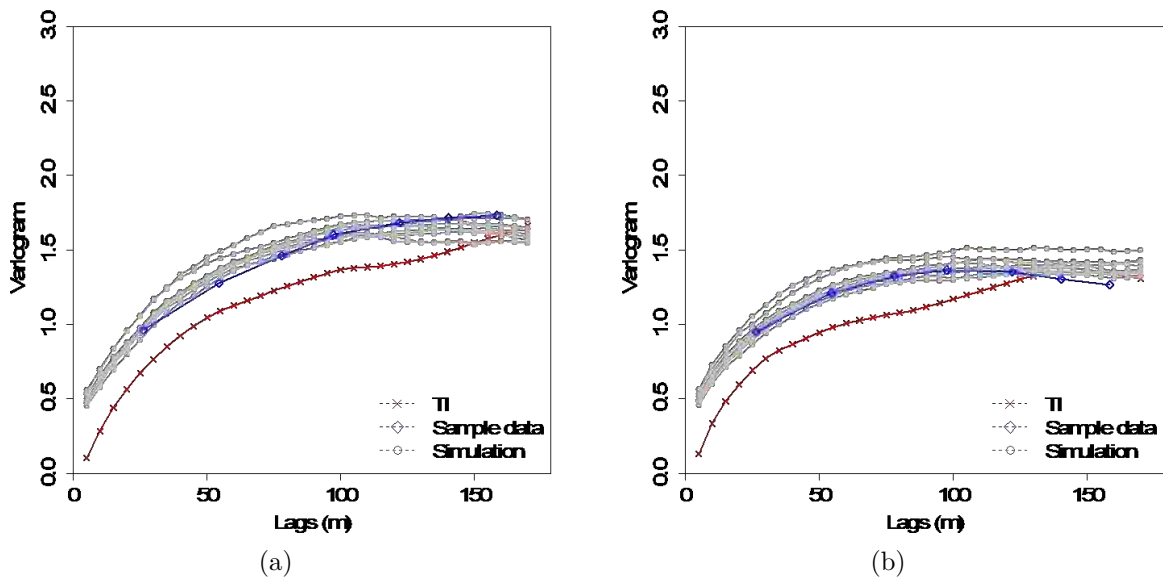 3.0
2.5
2.0
1.5
1.0
0.5
0.0
Variogram
0 50 100 150
Lags (m)
TI
Sample data
Simulation
(a)
3.0
2.5
2.0
1.5
1.0
0.5
0.0
Variogram
0 50 100 150
Lags (m)
TI
Sample data
Simulation
(b)